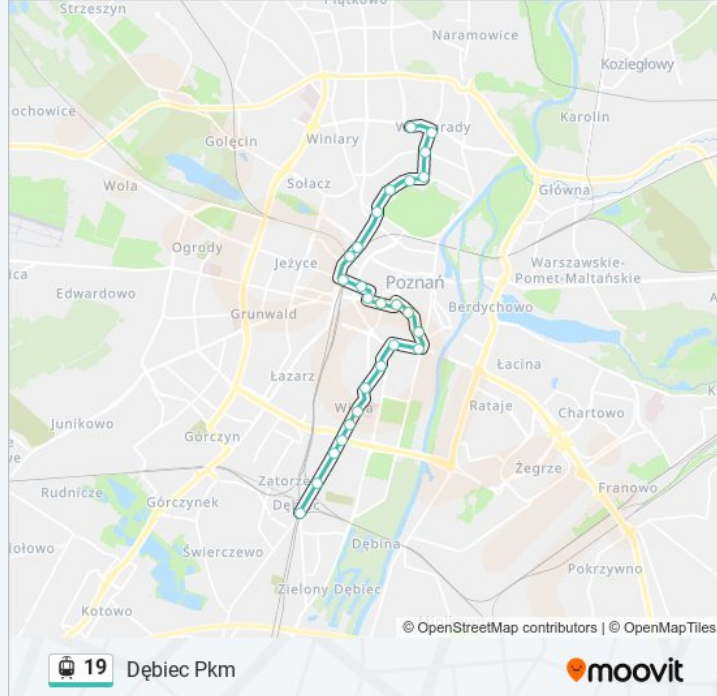 Piątkowo
Strzeszyn
Naramowice
Koziegłowy
ochowice
Karolin
Golęcin
Winiary
Sołacz
Wola
Główna
Ogrody
Jeżyce
Warszawskie-
Pomet-Maltańskie
ica
Edwardowo
Poznań
Berdychowo
Grunwald
Łacina
Łazarz
Wilda
Rataje
Chartowo
Junikowo
Górczyn
Żegrze
Zatorze
Franowo
Rudnicze
Górczynek
Dębiec
ołowo
Świerczewo
Dębina
Pokrzywno
Zielony Dębiec
Kotowo
© OpenStreetMap contributors | © OpenMapTiles
19 Dębiec Pkm
moovit